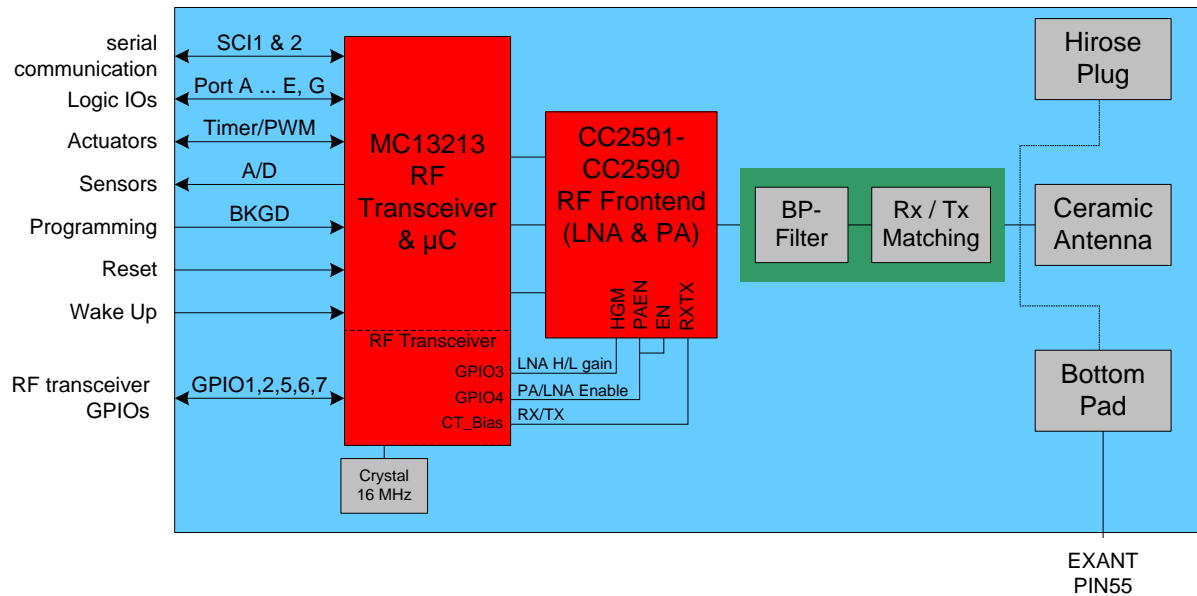 serial
communication
SCI1 & 2
Logic IOs
Port A ... E, G
Actuators
Timer/PWM
Sensors
A/D
Programming
BKGD
Reset
Wake Up
RF transceiver
GPIOs
GPIO1,2,5,6,7
MC13213
RF
Transceiver
& µC
RF Transceiver
GPIO3
GPIO4
CT_Bias
LNA H/L gain
PA/LNA Enable
RX/TX
Crystal
16 MHz
CC2591-
CC2590
RF Frontend
(LNA & PA)
HGM
PAEN
EN
RXTX
BP-
Filter
Rx / Tx
Matching
Hirose
Plug
Ceramic
Antenna
Bottom
Pad
EXANT
PIN55